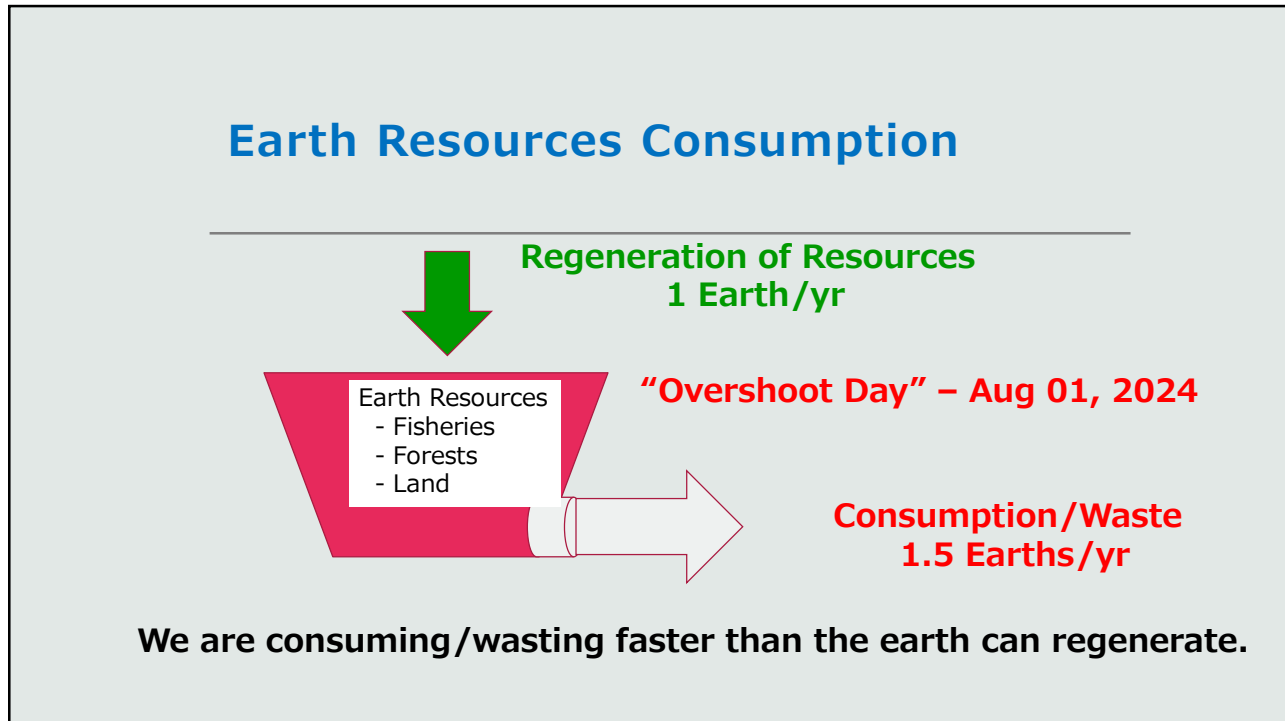 Earth Resources Consumption
Regeneration of Resources
1 Earth/yr
Earth Resources
- Fisheries
- Forests
- Land
“Overshoot Day” – Aug 01, 2024
Consumption/Waste
1.5 Earths/yr
We are consuming/wasting faster than the earth can regenerate.